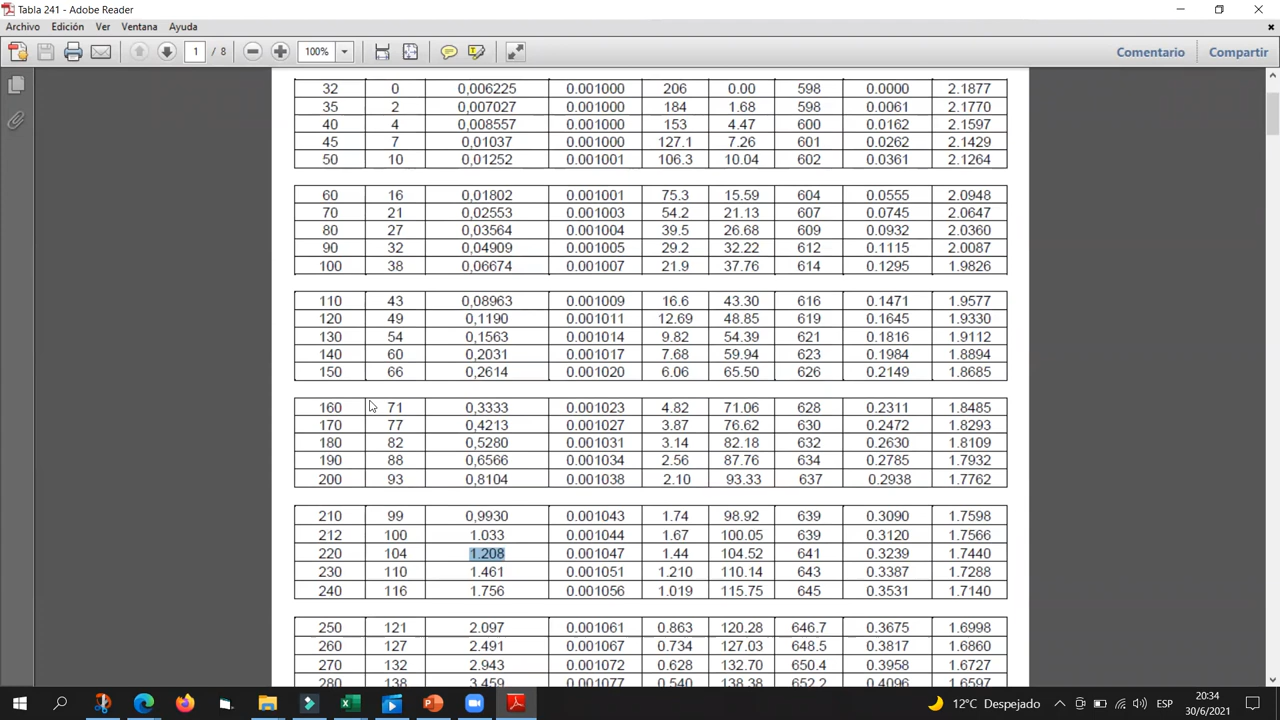 Tabla 241 - Adobe Reader
Archivo Edición Ver Ventana Ayuda
1 / 8 100% Comentario Compartir
32 0 0,006225 0.001000 206 0.00 598 0.0000 2.1877
35 2 0,007027 0.001000 184 1.68 598 0.0061 2.1770
40 4 0,008557 0.001000 153 4.47 600 0.0162 2.1597
45 7 0,01037 0.001000 127.1 7.26 601 0.0262 2.1429
50 10 0,01252 0.001001 106.3 10.04 602 0.0361 2.1264
60 16 0,01802 0.001001 75.3 15.59 604 0.0555 2.0948
70 21 0,02553 0.001003 54.2 21.13 607 0.0745 2.0647
80 27 0,03564 0.001004 39.5 26.68 609 0.0932 2.0360
90 32 0,04909 0.001005 29.2 32.22 612 0.1115 2.0087
100 38 0,06674 0.001007 21.9 37.76 614 0.1295 1.9826
110 43 0,08963 0.001009 16.6 43.30 616 0.1471 1.9577
120 49 0,1190 0.001011 12.69 48.85 619 0.1645 1.9330
130 54 0,1563 0.001014 9.82 54.39 621 0.1816 1.9112
140 60 0,2031 0.001017 7.68 59.94 623 0.1984 1.8894
150 66 0,2614 0.001020 6.06 65.50 626 0.2149 1.8685
160 71 0,3333 0.001023 4.82 71.06 628 0.2311 1.8485
170 77 0,4213 0.001027 3.87 76.62 630 0.2472 1.8293
180 82 0,5280 0.001031 3.14 82.18 632 0.2630 1.8109
190 88 0,6566 0.001034 2.56 87.76 634 0.2785 1.7932
200 93 0,8104 0.001038 2.10 93.33 637 0.2938 1.7762
210 99 0,9930 0.001043 1.74 98.92 639 0.3090 1.7598
212 100 1.033 0.001044 1.67 100.05 639 0.3120 1.7566
220 104 1.208 0.001047 1.44 104.52 641 0.3239 1.7440
230 110 1.461 0.001051 1.210 110.14 643 0.3387 1.7288
240 116 1.756 0.001056 1.019 115.75 645 0.3531 1.7140
250 121 2.097 0.001061 0.863 120.28 646.7 0.3675 1.6998
260 127 2.491 0.001067 0.734 127.03 648.5 0.3817 1.6860
270 132 2.943 0.001072 0.628 132.70 650.4 0.3958 1.6727
280 138 3.459 0.001077 0.540 138.38 652.2 0.4096 1.6597
12°C Despejado ESP 20:34
30/6/2021